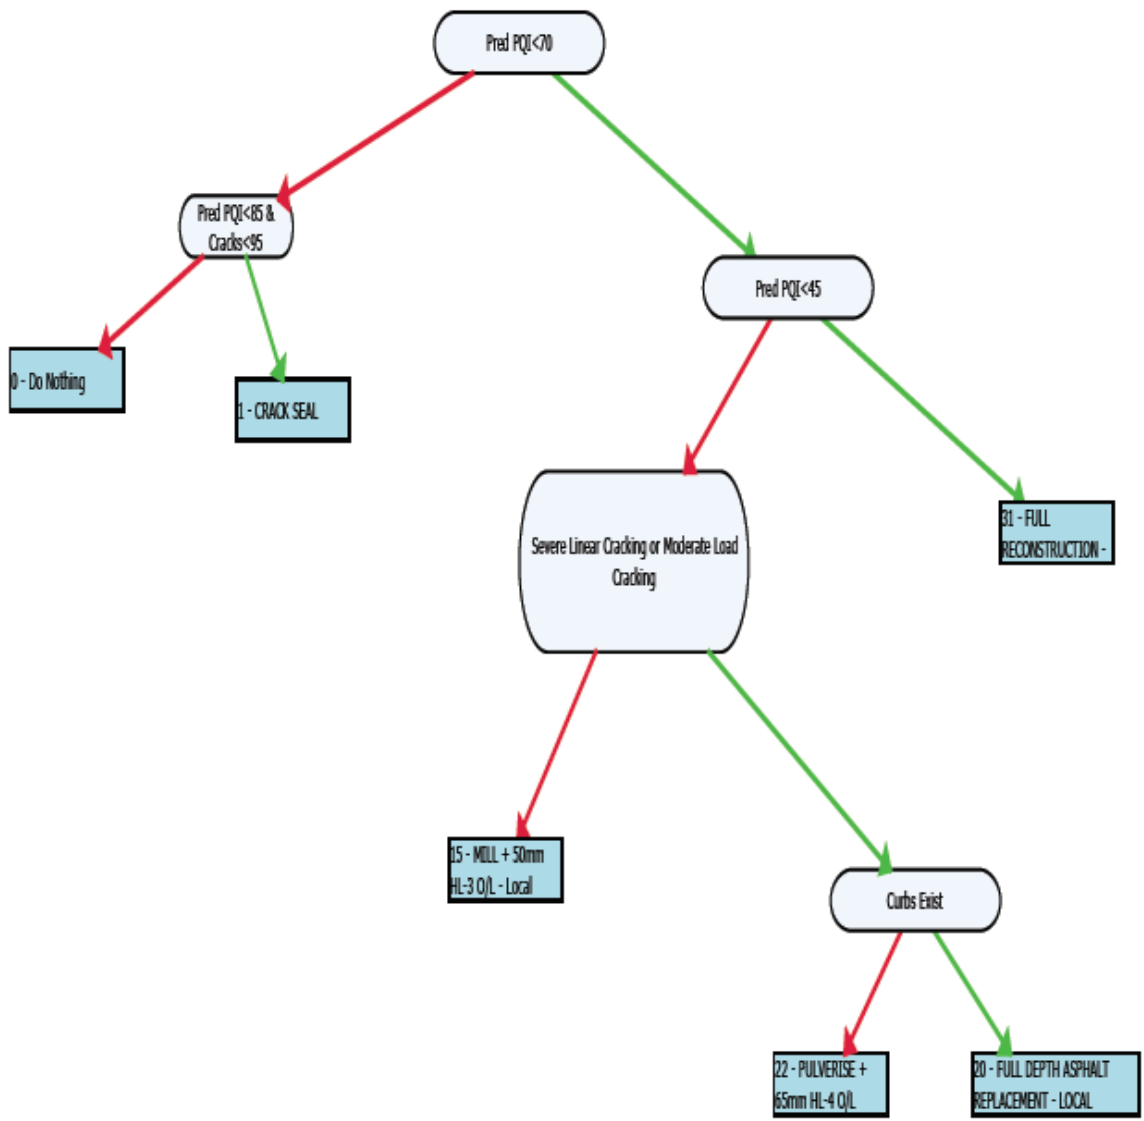 Pred PQI<70
Pred PQI<85 &
Cracks<95
Pred PQI<45
0 - Do Nothing
1 - CRACK SEAL
31 - FULL
RECONSTRUCTION -
Severe Linear Cracking or Moderate Load
Cracking
15 - MILL + 50mm
HL-3 O/L - Local
Curbs Exist
22 - PULVERISE +
65mm HL-4 O/L
20 - FULL DEPTH ASPHALT
REPLACEMENT - LOCAL